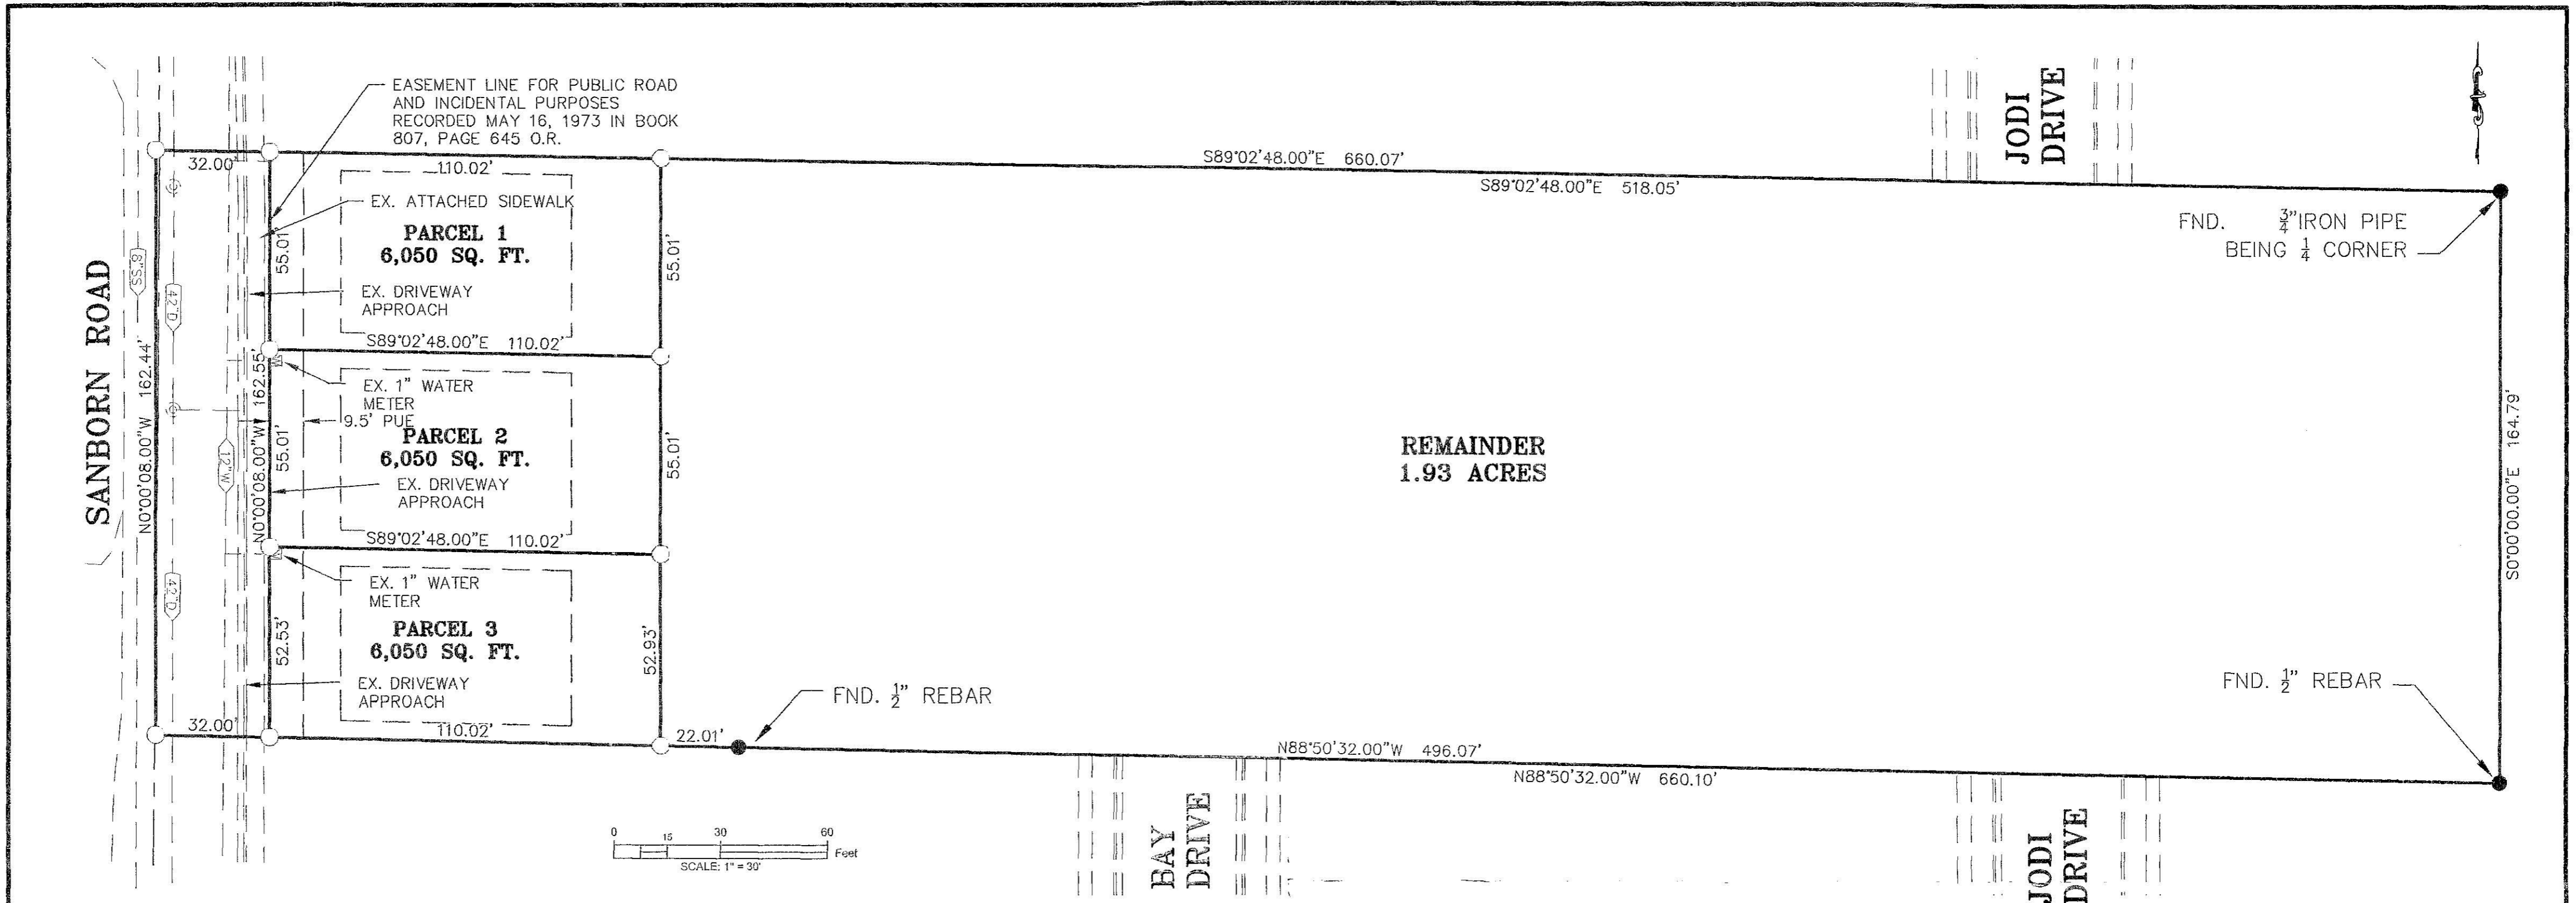 EASEMENT LINE FOR PUBLIC ROAD
AND INCIDENTAL PURPOSES
RECORDED MAY 16, 1973 IN BOOK
807, PAGE 645 O.R.
JODI
DRIVE
32.00'
110.02'
S89°02'48.00"E 660.07'
S89°02'48.00"E 518.05'
FND. 3/4" IRON PIPE
BEING 1/4 CORNER
EX. ATTACHED SIDEWALK
PARCEL 1
6,050 SQ. FT.
55.01'
55.01'
EX. DRIVEWAY
APPROACH
S89°02'48.00"E 110.02'
SANBORN ROAD
8"SS
42"D
N0°00'08.00"W 162.44'
12"W
N0°00'08.00"W 162.55'
42"D
W
EX. 1" WATER
METER
9.5' PUE
PARCEL 2
6,050 SQ. FT.
55.01'
55.01'
EX. DRIVEWAY
APPROACH
S89°02'48.00"E 110.02'
REMAINDER
1.93 ACRES
S0°00'00.00"E 164.79'
W
EX. 1" WATER
METER
PARCEL 3
6,050 SQ. FT.
52.53'
52.93'
EX. DRIVEWAY
APPROACH
32.00'
110.02'
22.01'
FND. 1/2" REBAR
FND. 1/2" REBAR
N88°50'32.00"W 496.07'
N88°50'32.00"W 660.10'
0 15 30 60
Feet
SCALE: 1" = 30'
BAY
DRIVE
JODI
DRIVE